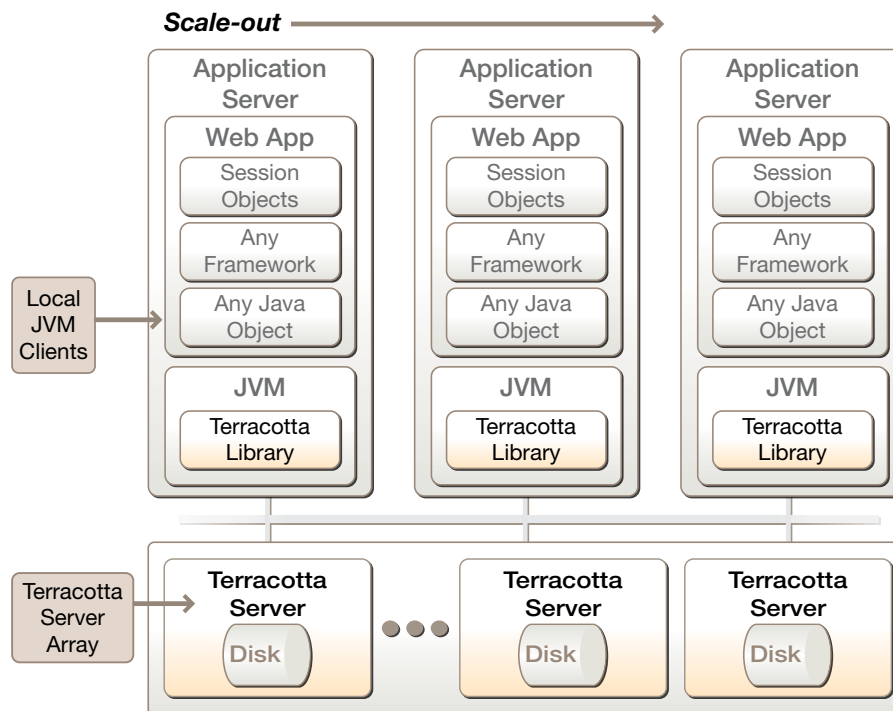 Scale-out
Application
Server
Web App
Session
Objects
Any
Framework
Any Java
Object
JVM
Terracotta
Library
Application
Server
Web App
Session
Objects
Any
Framework
Any Java
Object
JVM
Terracotta
Library
Application
Server
Web App
Session
Objects
Any
Framework
Any Java
Object
JVM
Terracotta
Library
Local
JVM
Clients
Terracotta
Server
Array
Terracotta
Server
Disk
Terracotta
Server
Disk
Terracotta
Server
Disk